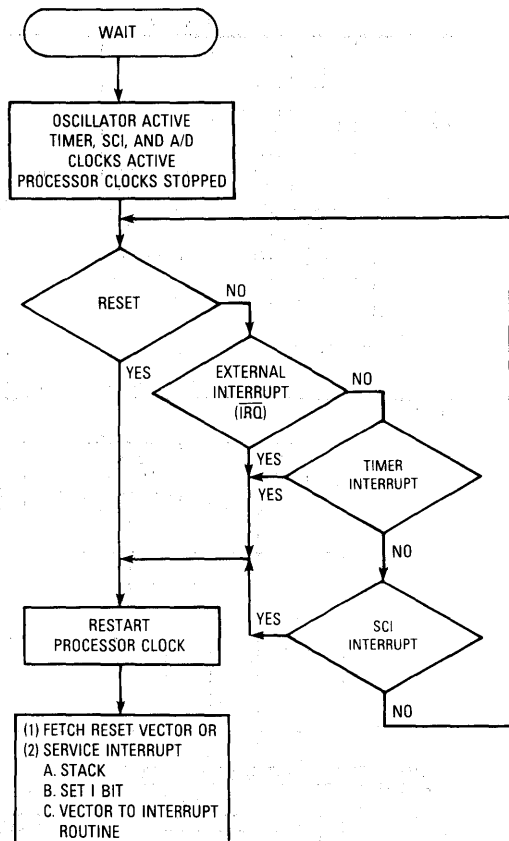 WAIT
OSCILLATOR ACTIVE
TIMER, SCI, AND A/D
CLOCKS ACTIVE
PROCESSOR CLOCKS STOPPED
RESET
NO
YES
EXTERNAL
INTERRUPT
(IRQ)
NO
YES
TIMER
INTERRUPT
YES
NO
SCI
INTERRUPT
YES
NO
RESTART
PROCESSOR CLOCK
(1) FETCH RESET VECTOR OR
(2) SERVICE INTERRUPT
A. STACK
B. SET I BIT
C. VECTOR TO INTERRUPT
ROUTINE